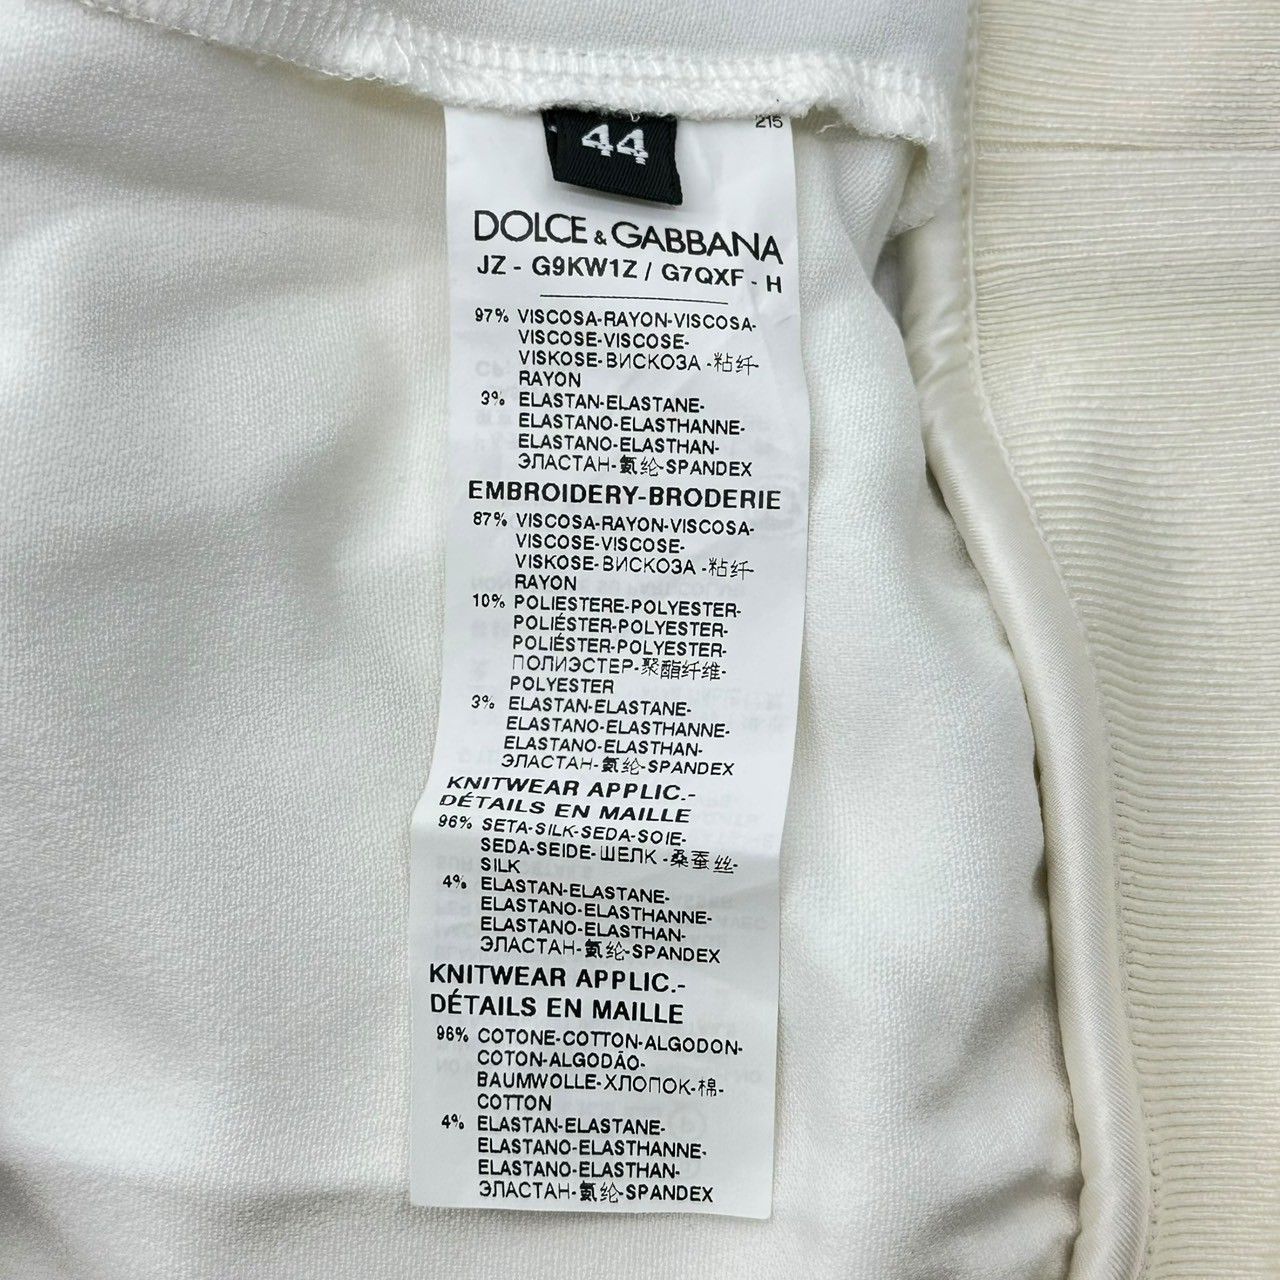 215
44
DOLCE & GABBANA
JZ - G9KW1Z / G7QXF - H
97% VISCOSA-RAYON-VISCOSA-
VISCOSE-VISCOSE-
VISKOSE-ВИСКОЗА -粘纤-
RAYON
3% ELASTAN-ELASTANE-
ELASTANO-ELASTHANNE-
ELASTANO-ELASTHAN-
ЭЛАСТАН-氨纶-SPANDEX
EMBROIDERY-BRODERIE
87% VISCOSA-RAYON-VISCOSA-
VISCOSE-VISCOSE-
VISKOSE-ВИСКОЗА -粘纤-
RAYON
10% POLIESTERE-POLYESTER-
POLIÉSTER-POLYESTER-
POLIÉSTER-POLYESTER-
ПОЛИЭСТЕР-聚酯纤维-
POLYESTER
3% ELASTAN-ELASTANE-
ELASTANO-ELASTHANNE-
ELASTANO-ELASTHAN-
ЭЛАСТАН-氨纶-SPANDEX
KNITWEAR APPLIC.-
DÉTAILS EN MAILLE
96% SETA-SILK-SEDA-SOIE-
SEDA-SEIDE-ШЕЛК -桑蚕丝-
SILK
4% ELASTAN-ELASTANE-
ELASTANO-ELASTHANNE-
ELASTANO-ELASTHAN-
ЭЛАСТАН-氨纶-SPANDEX
KNITWEAR APPLIC.-
DÉTAILS EN MAILLE
96% COTONE-COTTON-ALGODON-
COTON-ALGODÃO-
BAUMWOLLE-ХЛОПОК-棉-
COTTON
4% ELASTAN-ELASTANE-
ELASTANO-ELASTHANNE-
ELASTANO-ELASTHAN-
ЭЛАСТАН-氨纶-SPANDEX